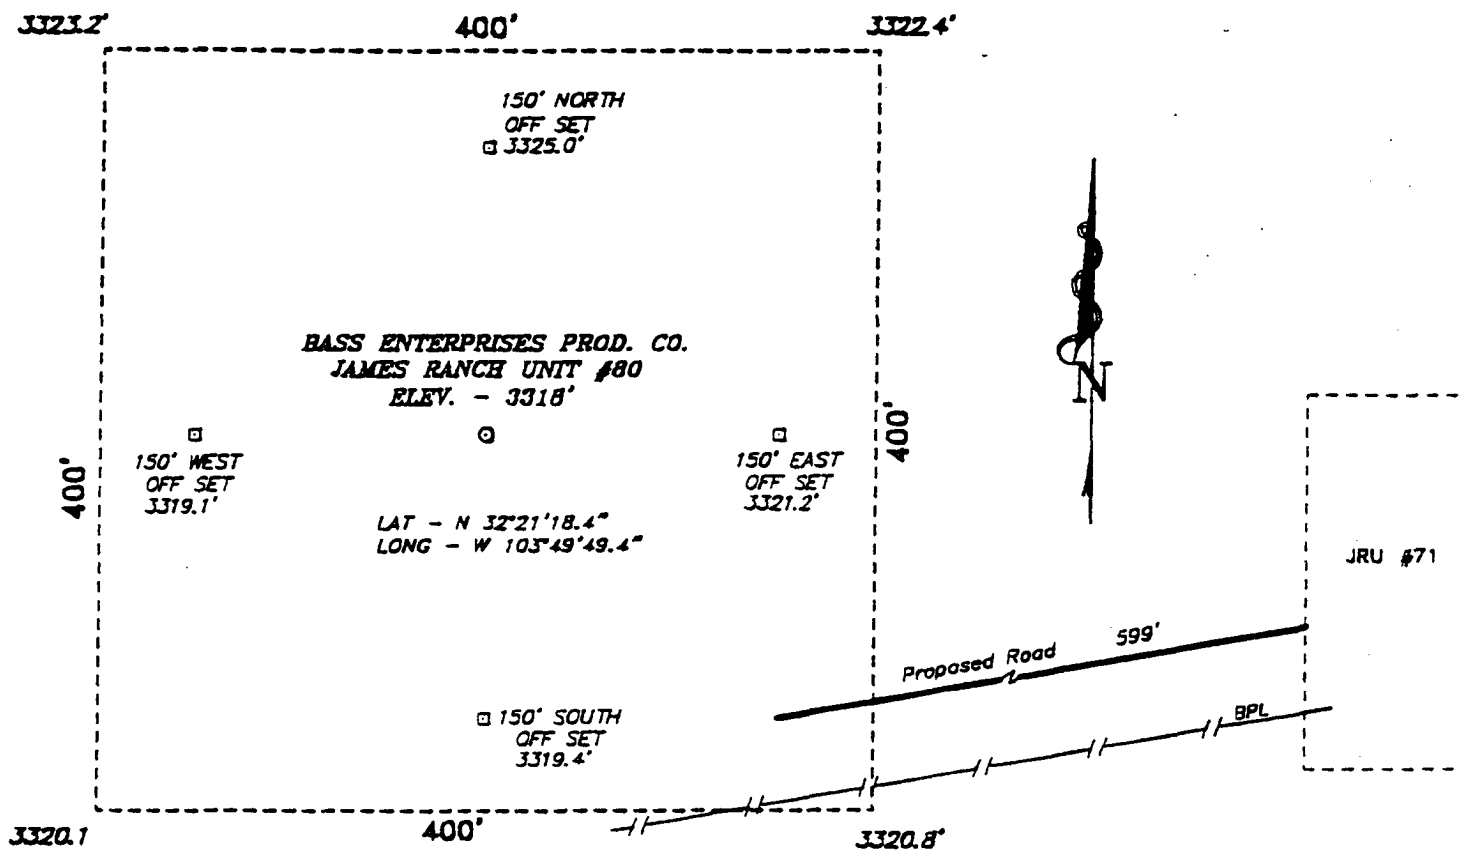 3323.2'
400'
3322.4'
150' NORTH
OFF SET
3325.0'
BASS ENTERPRISES PROD. CO.
JAMES RANCH UNIT #80
ELEV. - 3318'
N
400'
400'
150' WEST
OFF SET
3319.1'
150' EAST
OFF SET
3321.2'
LAT - N 32°21'18.4"
LONG - W 103°49'49.4"
JRU #71
Proposed Road 599'
BPL
150' SOUTH
OFF SET
3319.4'
3320.1
400'
3320.8'